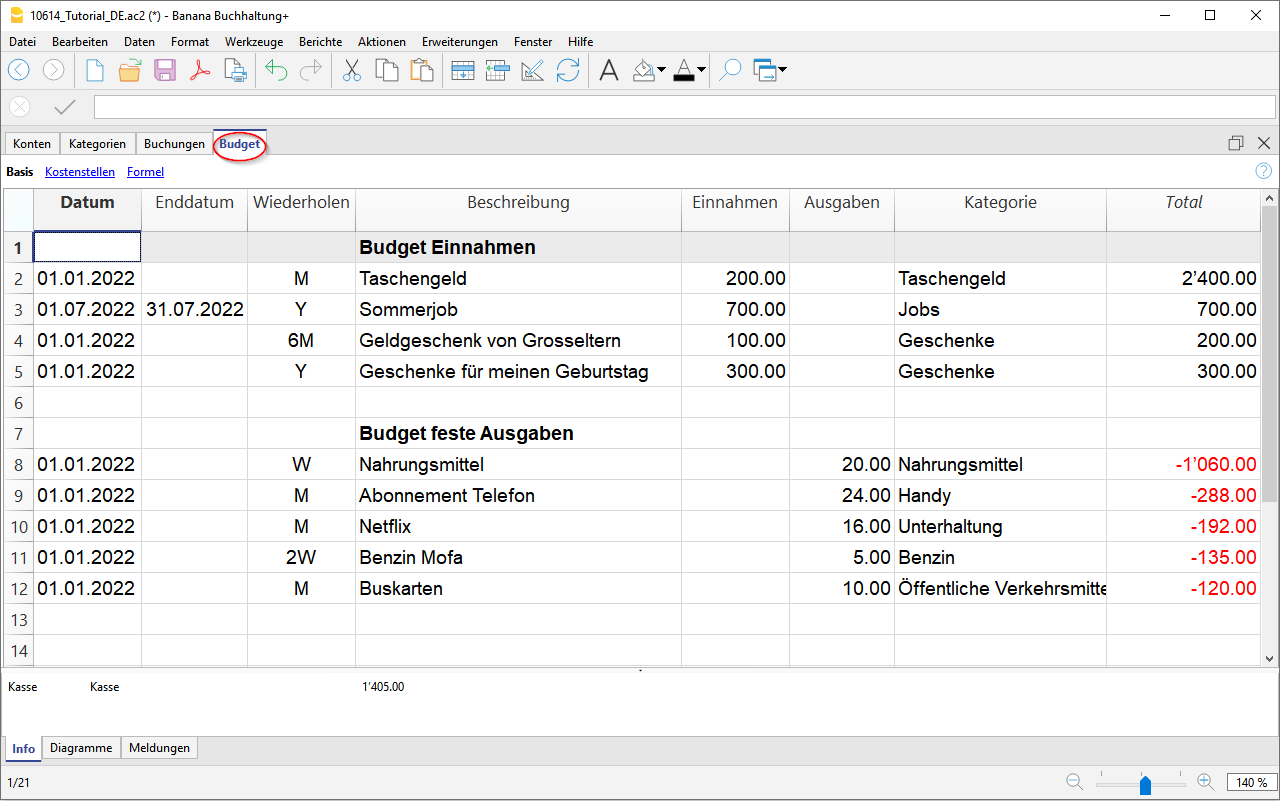 10614_Tutorial_DE.ac2 (*) - Banana Buchhaltung+
Datei Bearbeiten Daten Format Werkzeuge Berichte Aktionen Erweiterungen Fenster Hilfe
Konten Kategorien Buchungen Budget
Basis Kostenstellen Formel
Datum Enddatum Wiederholen Beschreibung Einnahmen Ausgaben Kategorie Total
1 Budget Einnahmen
2 01.01.2022 M Taschengeld 200.00 Taschengeld 2’400.00
3 01.07.2022 31.07.2022 Y Sommerjob 700.00 Jobs 700.00
4 01.01.2022 6M Geldgeschenk von Grosseltern 100.00 Geschenke 200.00
5 01.01.2022 Y Geschenke für meinen Geburtstag 300.00 Geschenke 300.00
6
7 Budget feste Ausgaben
8 01.01.2022 W Nahrungsmittel 20.00 Nahrungsmittel -1’060.00
9 01.01.2022 M Abonnement Telefon 24.00 Handy -288.00
10 01.01.2022 M Netflix 16.00 Unterhaltung -192.00
11 01.01.2022 2W Benzin Mofa 5.00 Benzin -135.00
12 01.01.2022 M Buskarten 10.00 Öffentliche Verkehrsmitte -120.00
13
14
Kasse Kasse 1’405.00
Info Diagramme Meldungen
1/21 140 %